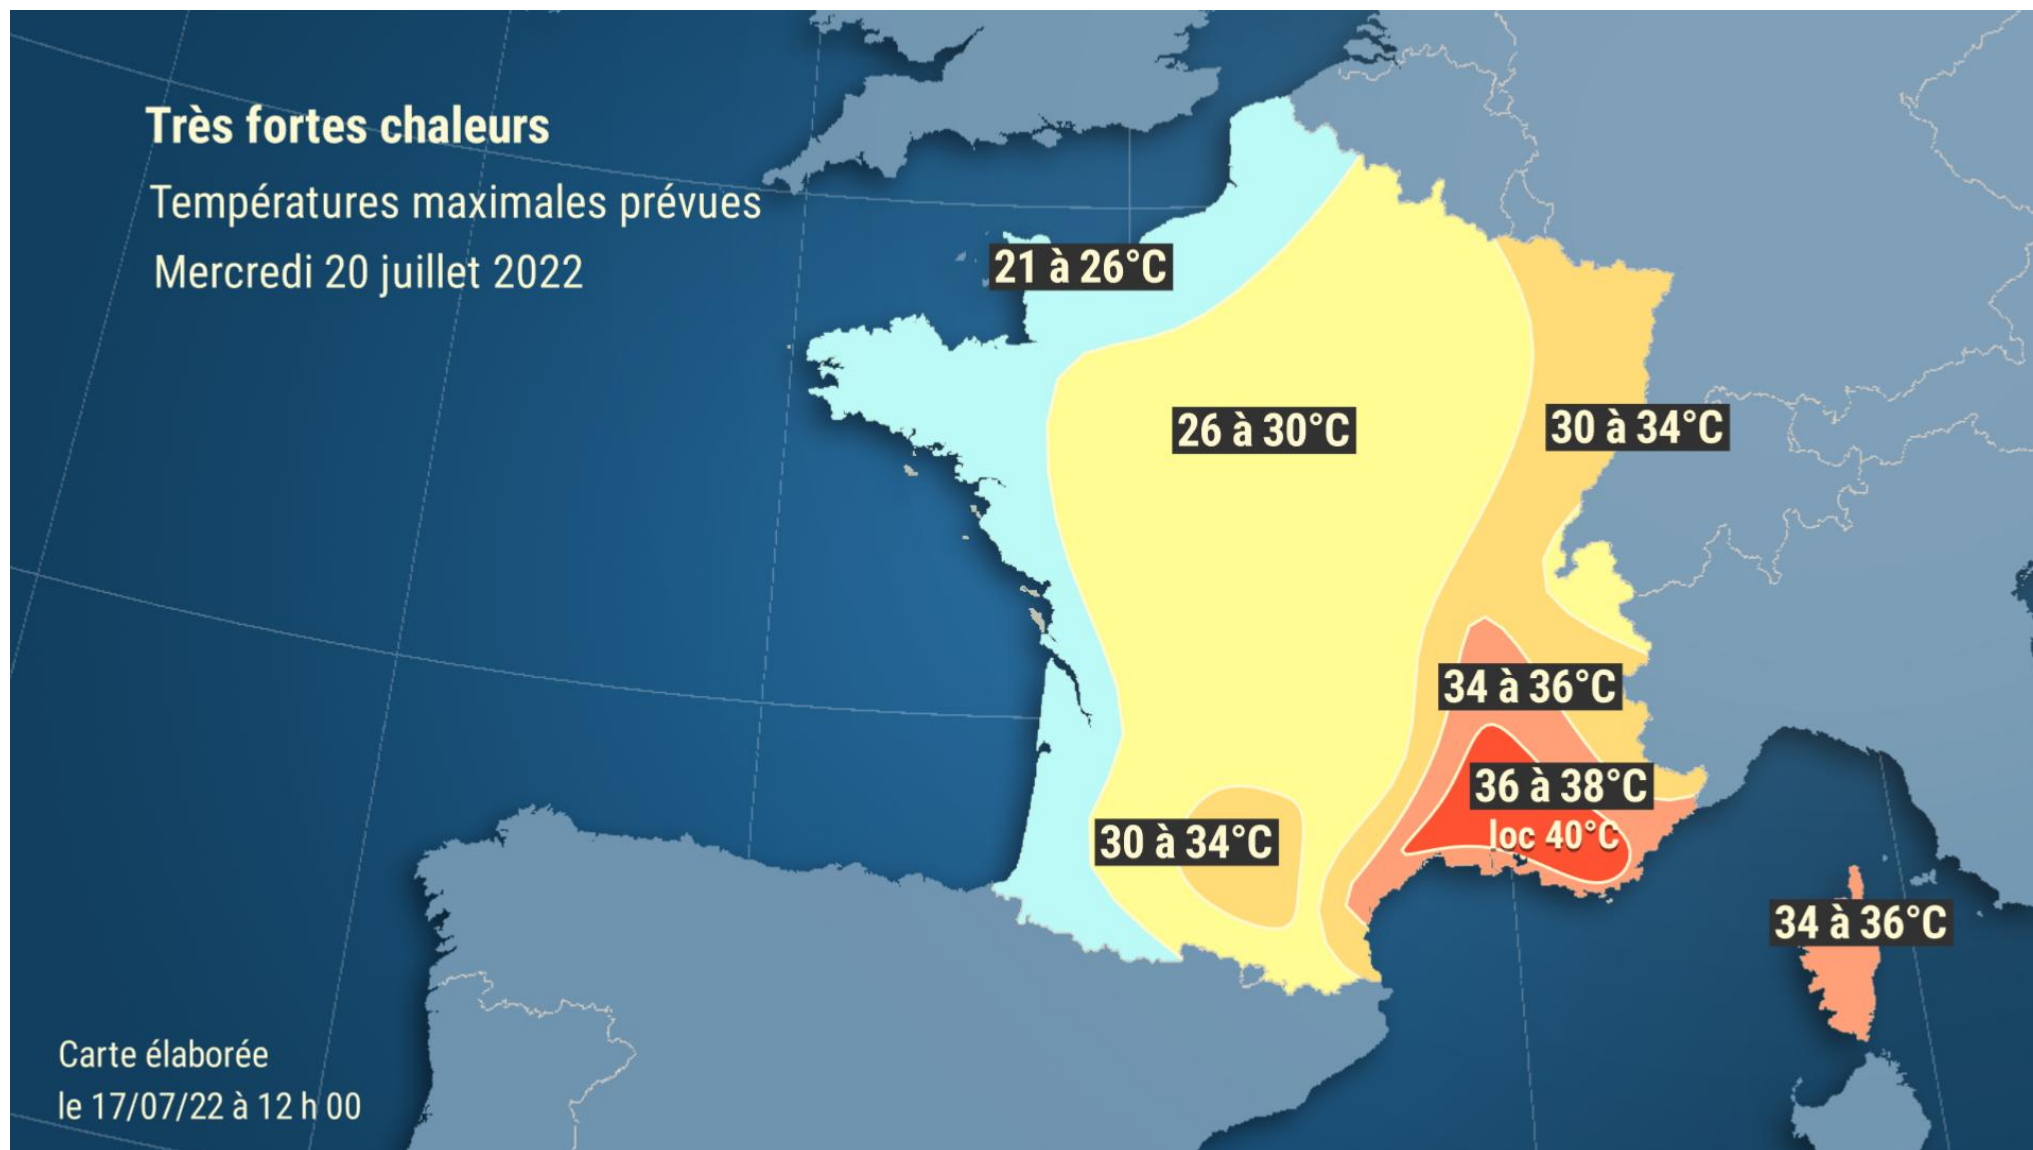 Très fortes chaleurs
Températures maximales prévues
Mercredi 20 juillet 2022
21 à 26°C
26 à 30°C
30 à 34°C
34 à 36°C
36 à 38°C
loc 40°C
30 à 34°C
34 à 36°C
Carte élaborée
le 17/07/22 à 12 h 00